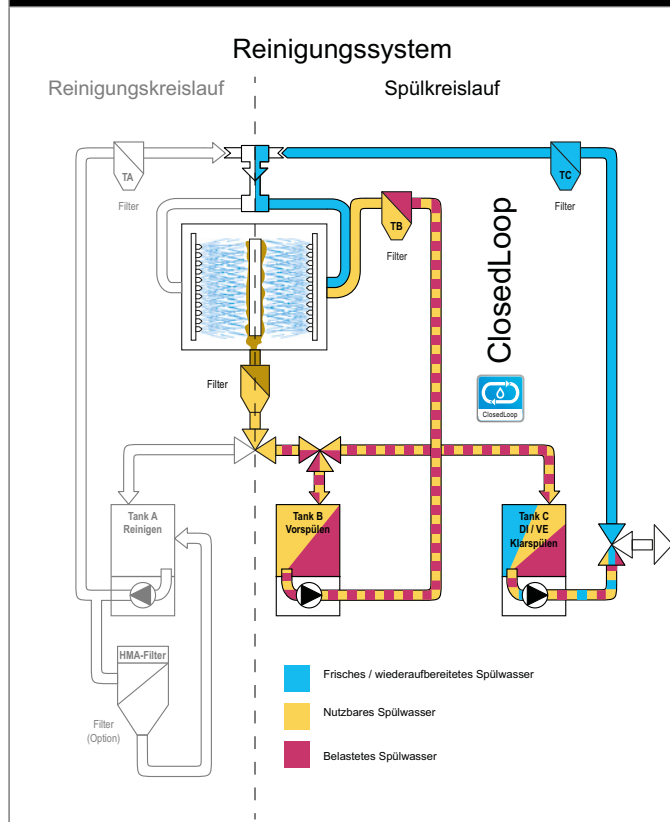 Reinigungssystem
Reinigungskreislauf
Spülkreislauf
TA
Filter
TC
Filter
TB
Filter
ClosedLoop
ClosedLoop
Filter
Tank A
Reinigen
Tank B
Vorspülen
Tank C
DI / VE
Klarspülen
HMA-Filter
Filter
(Option)
Frisches / wiederaufbereitetes Spülwasser
Nutzbares Spülwasser
Belastetes Spülwasser